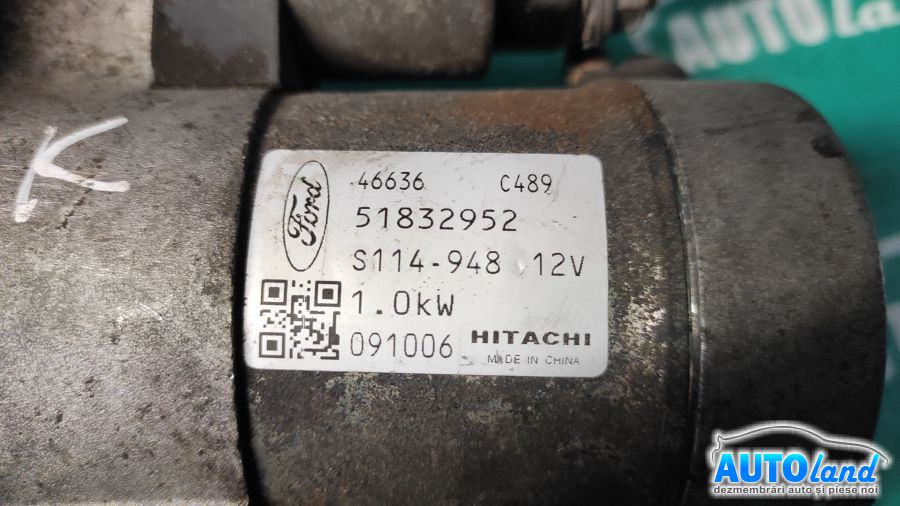 AUTOland
K
Ford
46636 C489
51832952
S114-948 12V
1.0kW
091006 HITACHI
MADE IN CHINA
AUTOland
dezmembrări auto și piese noi